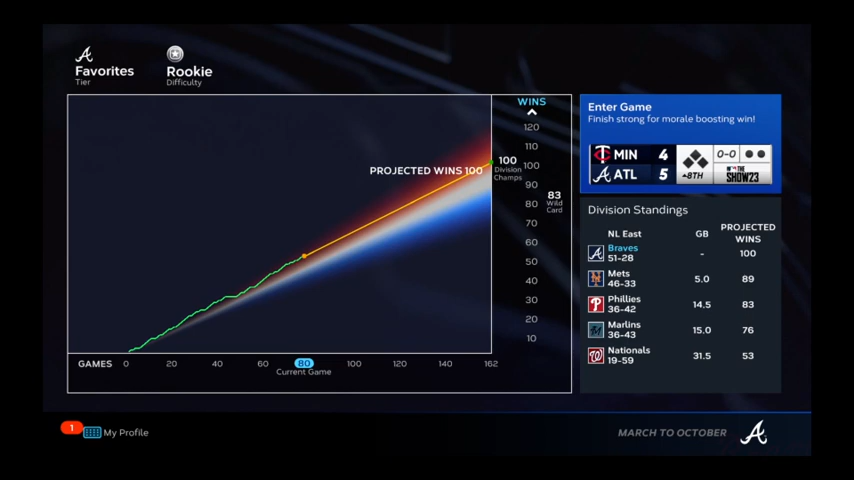 Favorites
Tier
Rookie
Difficulty
WINS
120
110
100
90
80
70
60
50
40
30
20
10
PROJECTED WINS 100
100
Division
Champs
83
Wild
Card
GAMES 0 20 40 60 80 100 120 140 162
Current Game
Enter Game
Finish strong for morale boosting win!
MIN 4 0-0
ATL 5 8TH THE SHOW23
Division Standings
NL East GB PROJECTED WINS
Braves
51-28 - 100
Mets
46-33 5.0 89
Phillies
36-42 14.5 83
Marlins
36-43 15.0 76
Nationals
19-59 31.5 53
1 My Profile
MARCH TO OCTOBER